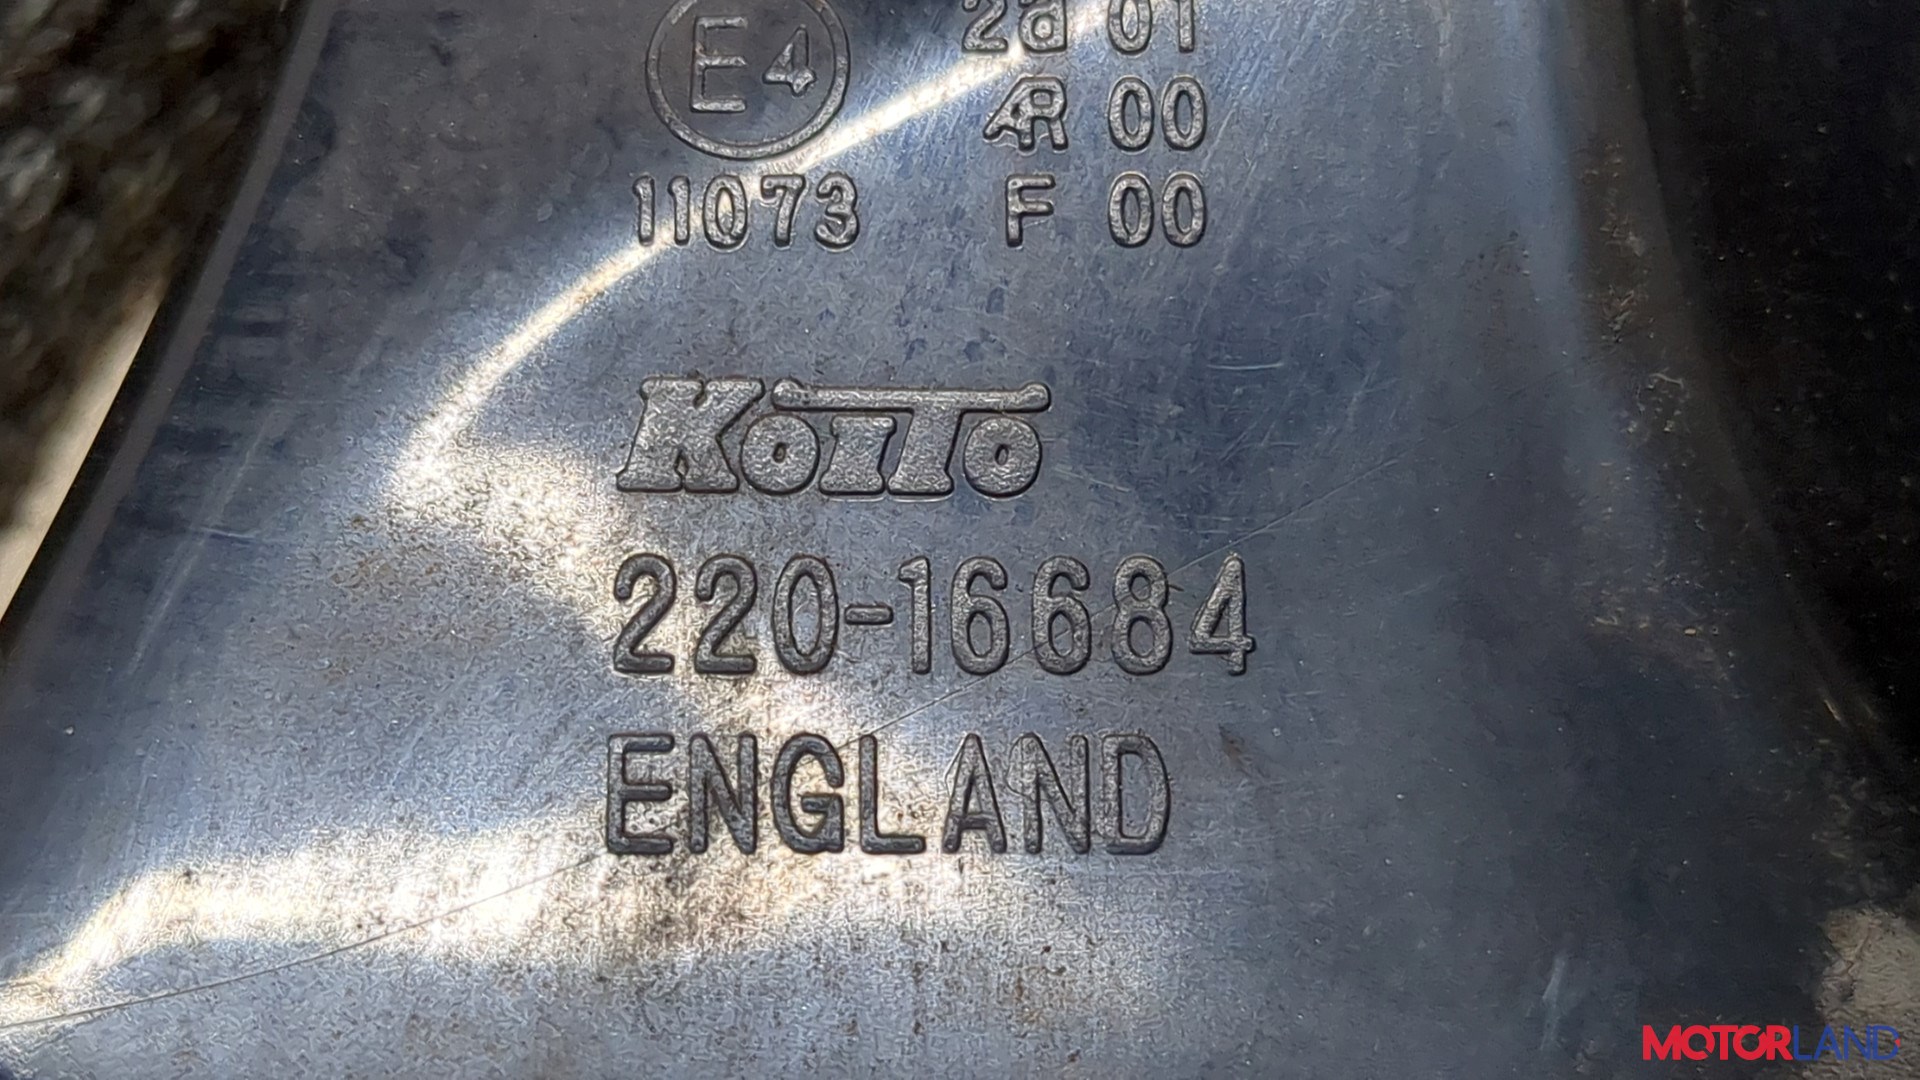 E4 2a 01
AR 00
11073 F 00
KOITO
220-16684
ENGLAND
MOTORLAND